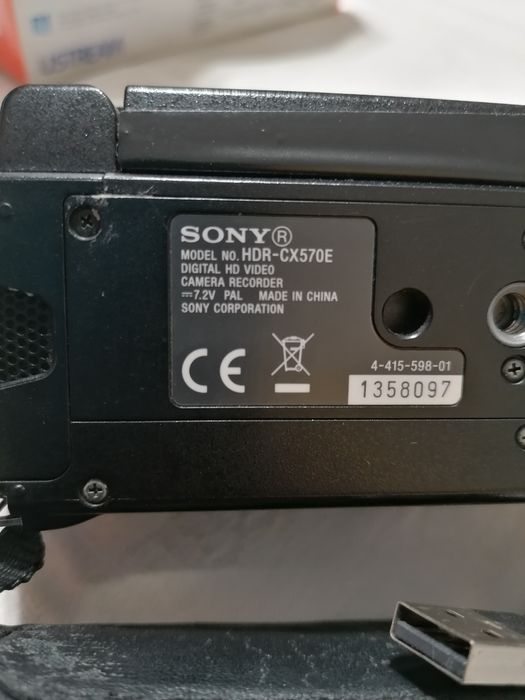 USTREAM
SONY®
MODEL NO. HDR-CX570E
DIGITAL HD VIDEO
CAMERA RECORDER
⎓7.2V PAL MADE IN CHINA
SONY CORPORATION
CE
4-415-598-01
1358097